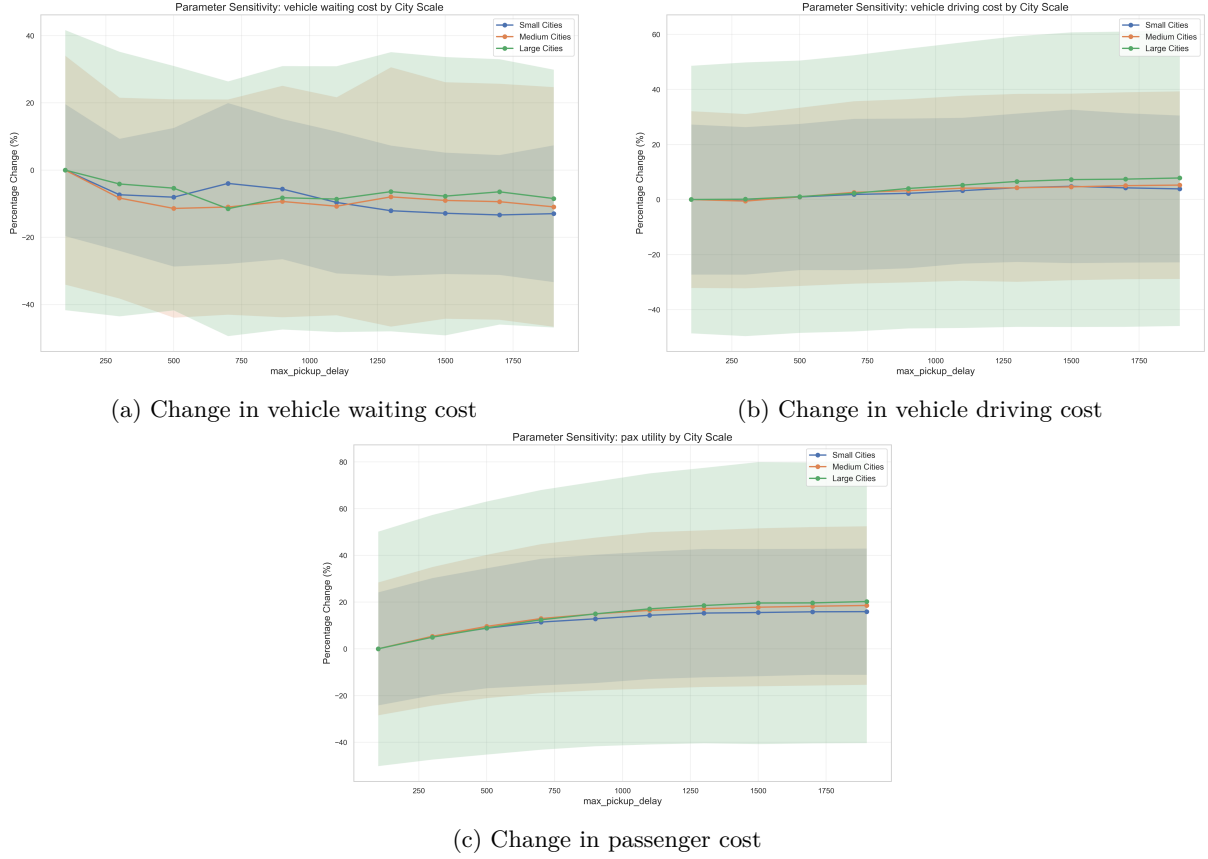 Parameter Sensitivity: vehicle waiting cost by City Scale
Small Cities
Medium Cities
Large Cities
Percentage Change (%)
40
20
0
−20
−40
250 500 750 1000 1250 1500 1750
max_pickup_delay
(a) Change in vehicle waiting cost
Parameter Sensitivity: vehicle driving cost by City Scale
Small Cities
Medium Cities
Large Cities
Percentage Change (%)
60
40
20
0
−20
−40
250 500 750 1000 1250 1500 1750
max_pickup_delay
(b) Change in vehicle driving cost
Parameter Sensitivity: pax utility by City Scale
Small Cities
Medium Cities
Large Cities
Percentage Change (%)
80
60
40
20
0
−20
−40
250 500 750 1000 1250 1500 1750
max_pickup_delay
(c) Change in passenger cost